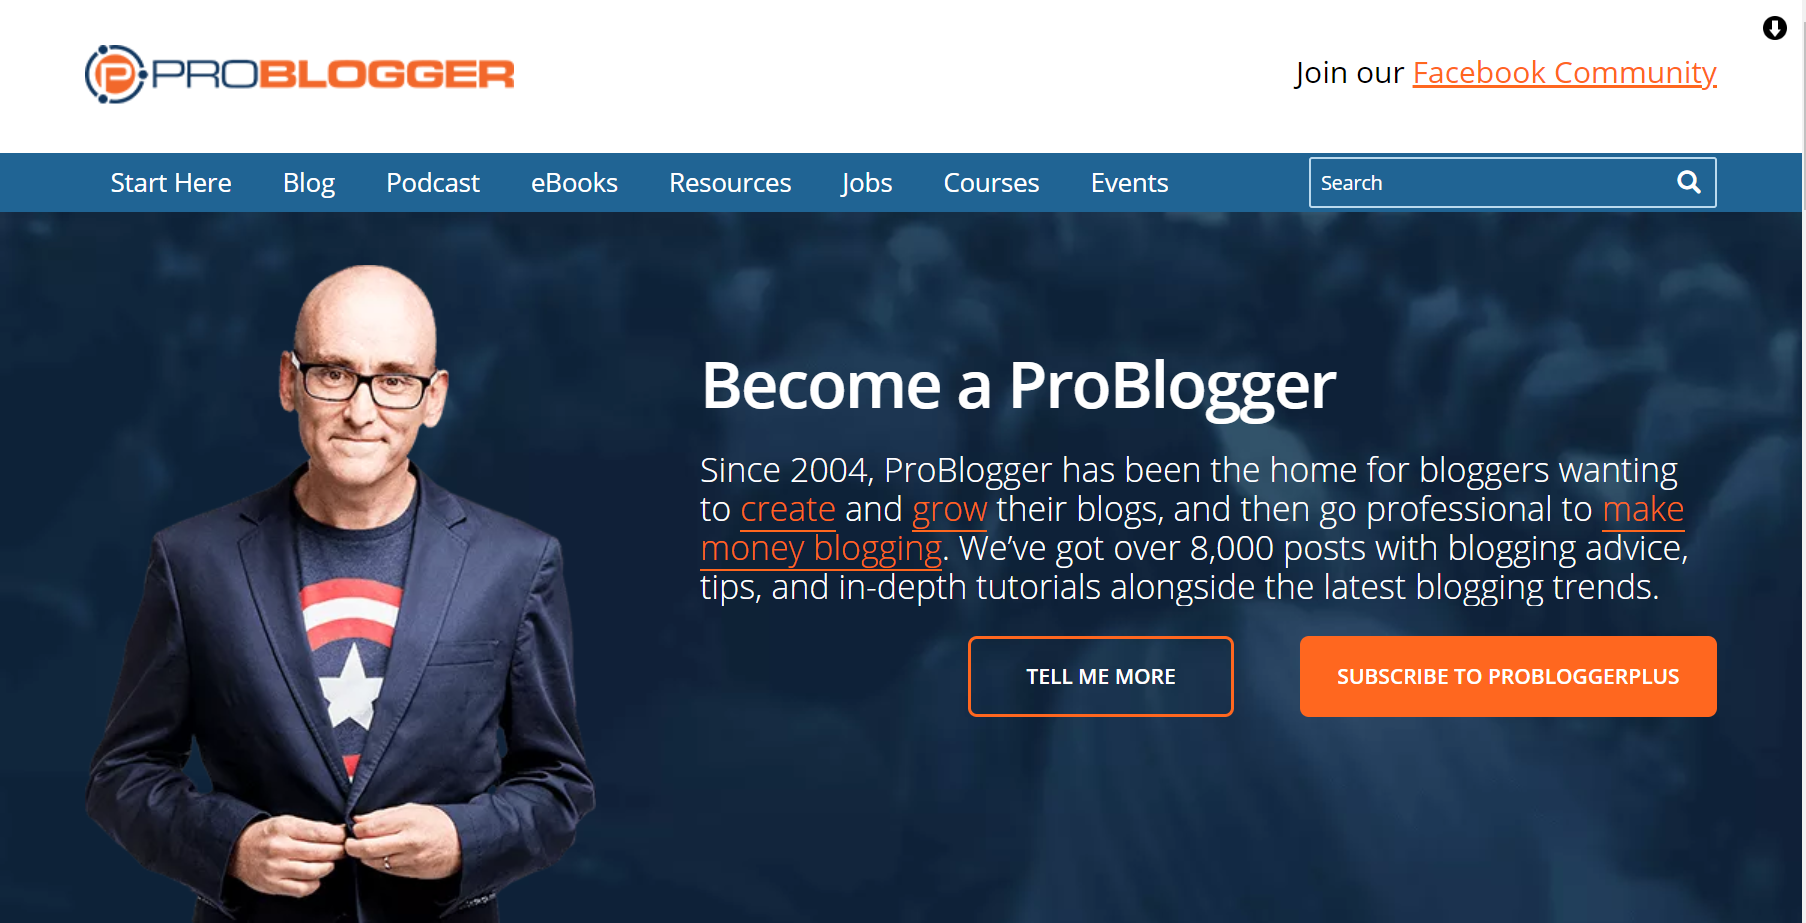 PROBLOGGER
Join our Facebook Community
Start Here Blog Podcast eBooks Resources Jobs Courses Events Search
Become a ProBlogger
Since 2004, ProBlogger has been the home for bloggers wanting
to create and grow their blogs, and then go professional to make
money blogging. We’ve got over 8,000 posts with blogging advice,
tips, and in-depth tutorials alongside the latest blogging trends.
TELL ME MORE SUBSCRIBE TO PROBLOGGERPLUS